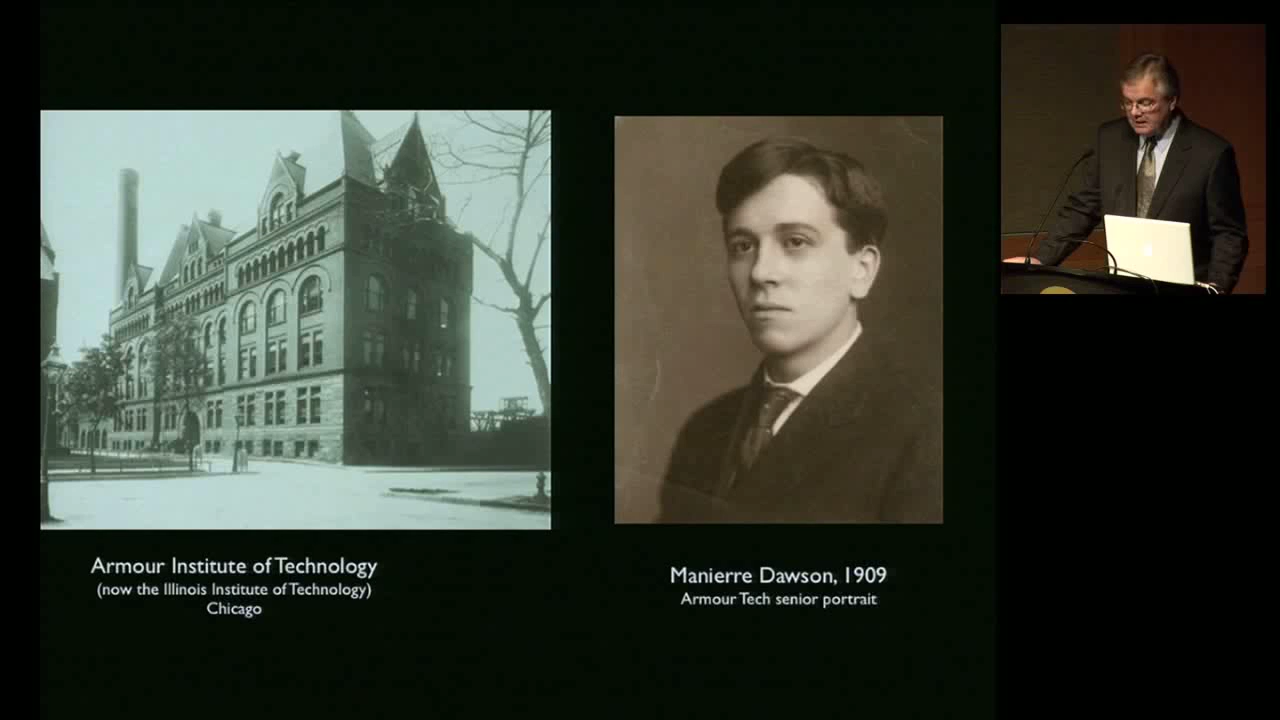 Armour Institute of Technology
(now the Illinois Institute of Technology)
Chicago
Manierre Dawson, 1909
Armour Tech senior portrait